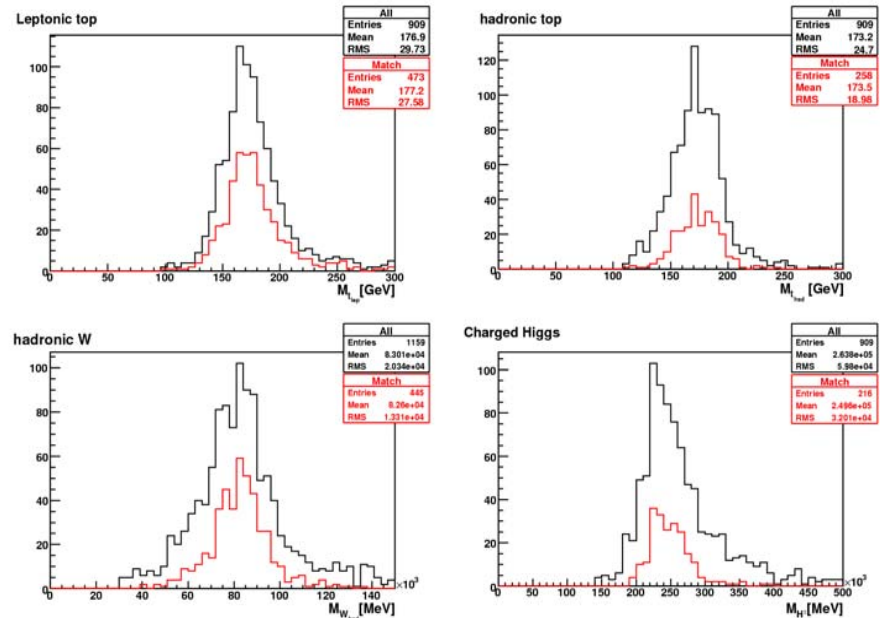 Leptonic top
All
Entries 909
Mean 176.9
RMS 29.73
Match
Entries 473
Mean 177.2
RMS 27.58
100
80
60
40
20
0
0 50 100 150 200 250 300
M_t_lep [GeV]
hadronic top
All
Entries 909
Mean 173.2
RMS 24.7
Match
Entries 258
Mean 173.5
RMS 18.98
120
100
80
60
40
20
0
0 50 100 150 200 250 300
M_t_had [GeV]
hadronic W
All
Entries 1159
Mean 8.301e+04
RMS 2.034e+04
Match
Entries 445
Mean 8.26e+04
RMS 1.331e+04
100
80
60
40
20
0
0 20 40 60 80 100 120 140
×10³
M_W [MeV]
Charged Higgs
All
Entries 909
Mean 2.638e+05
RMS 5.98e+04
Match
Entries 216
Mean 2.496e+05
RMS 3.201e+04
100
80
60
40
20
0
0 50 100 150 200 250 300 350 400 450 500
×10³
M_H [MeV]